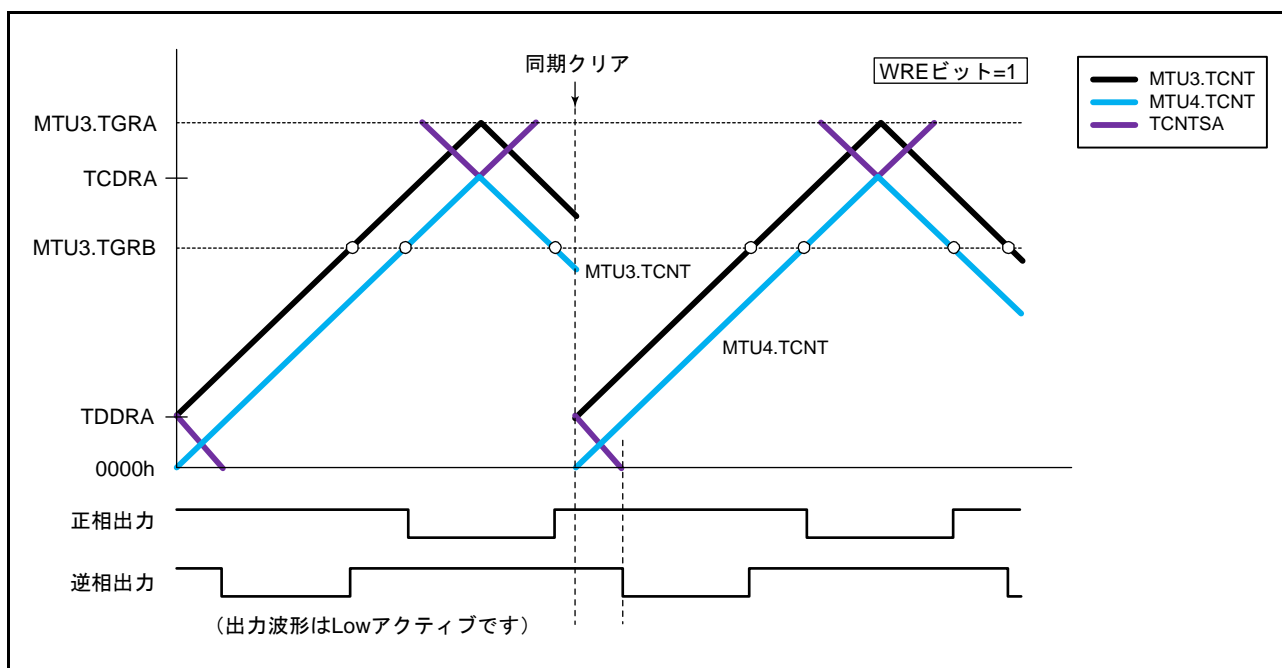 同期クリア
WREビット=1
MTU3.TCNT
MTU4.TCNT
TCNTSA
MTU3.TGRA
TCDRA
MTU3.TGRB
MTU3.TCNT
MTU4.TCNT
TDDRA
0000h
正相出力
逆相出力
（出力波形はLowアクティブです）